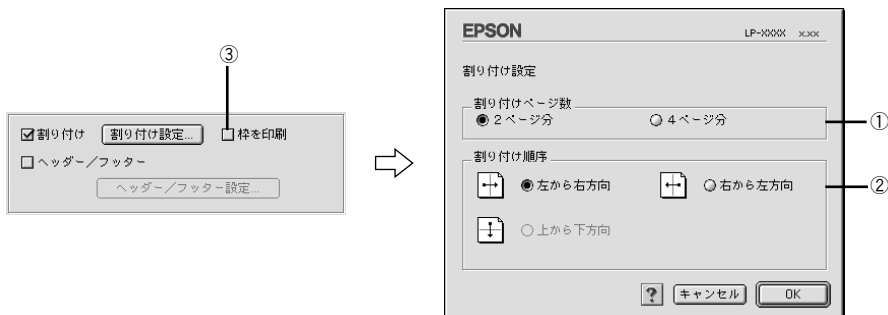 ③
☑割り付け 割り付け設定... □枠を印刷
□ヘッダー/フッター
ヘッダー/フッター設定...
EPSON LP-XXXX x.xx
割り付け設定
割り付けページ数
◉2ページ分 ○4ページ分 ①
割り付け順序
◉左から右方向 ○右から左方向 ②
○上から下方向
? キャンセル OK